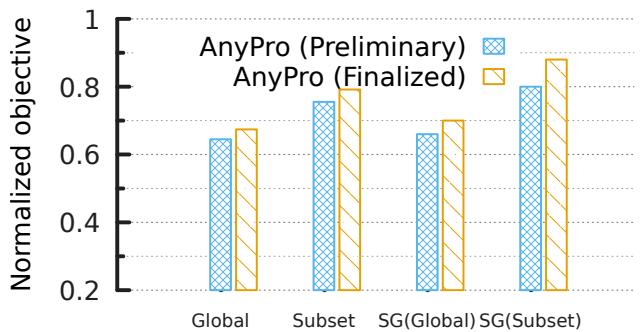 Normalized objective
1
0.8
0.6
0.4
0.2
AnyPro (Preliminary)
AnyPro (Finalized)
Global Subset SG(Global) SG(Subset)